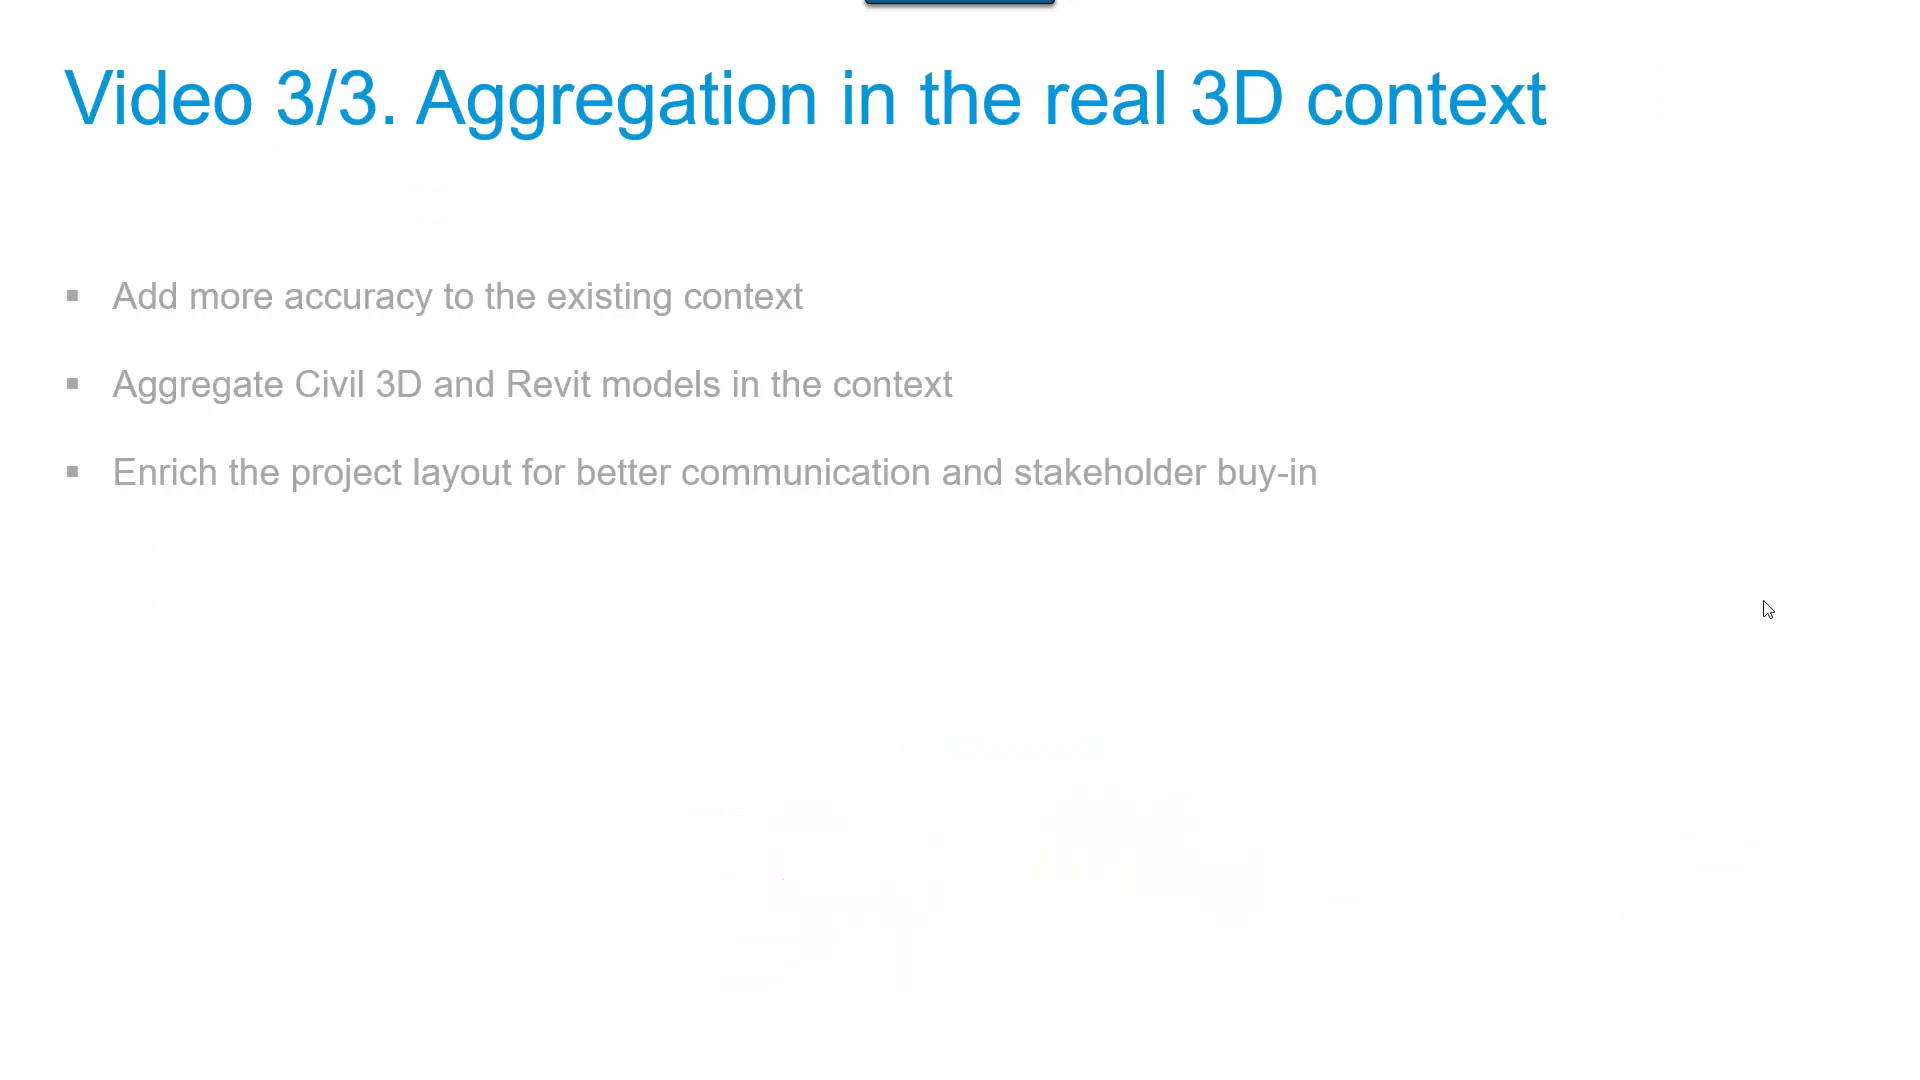 Video 3/3. Aggregation in the real 3D context
▪ Add more accuracy to the existing context
▪ Aggregate Civil 3D and Revit models in the context
▪ Enrich the project layout for better communication and stakeholder buy-in